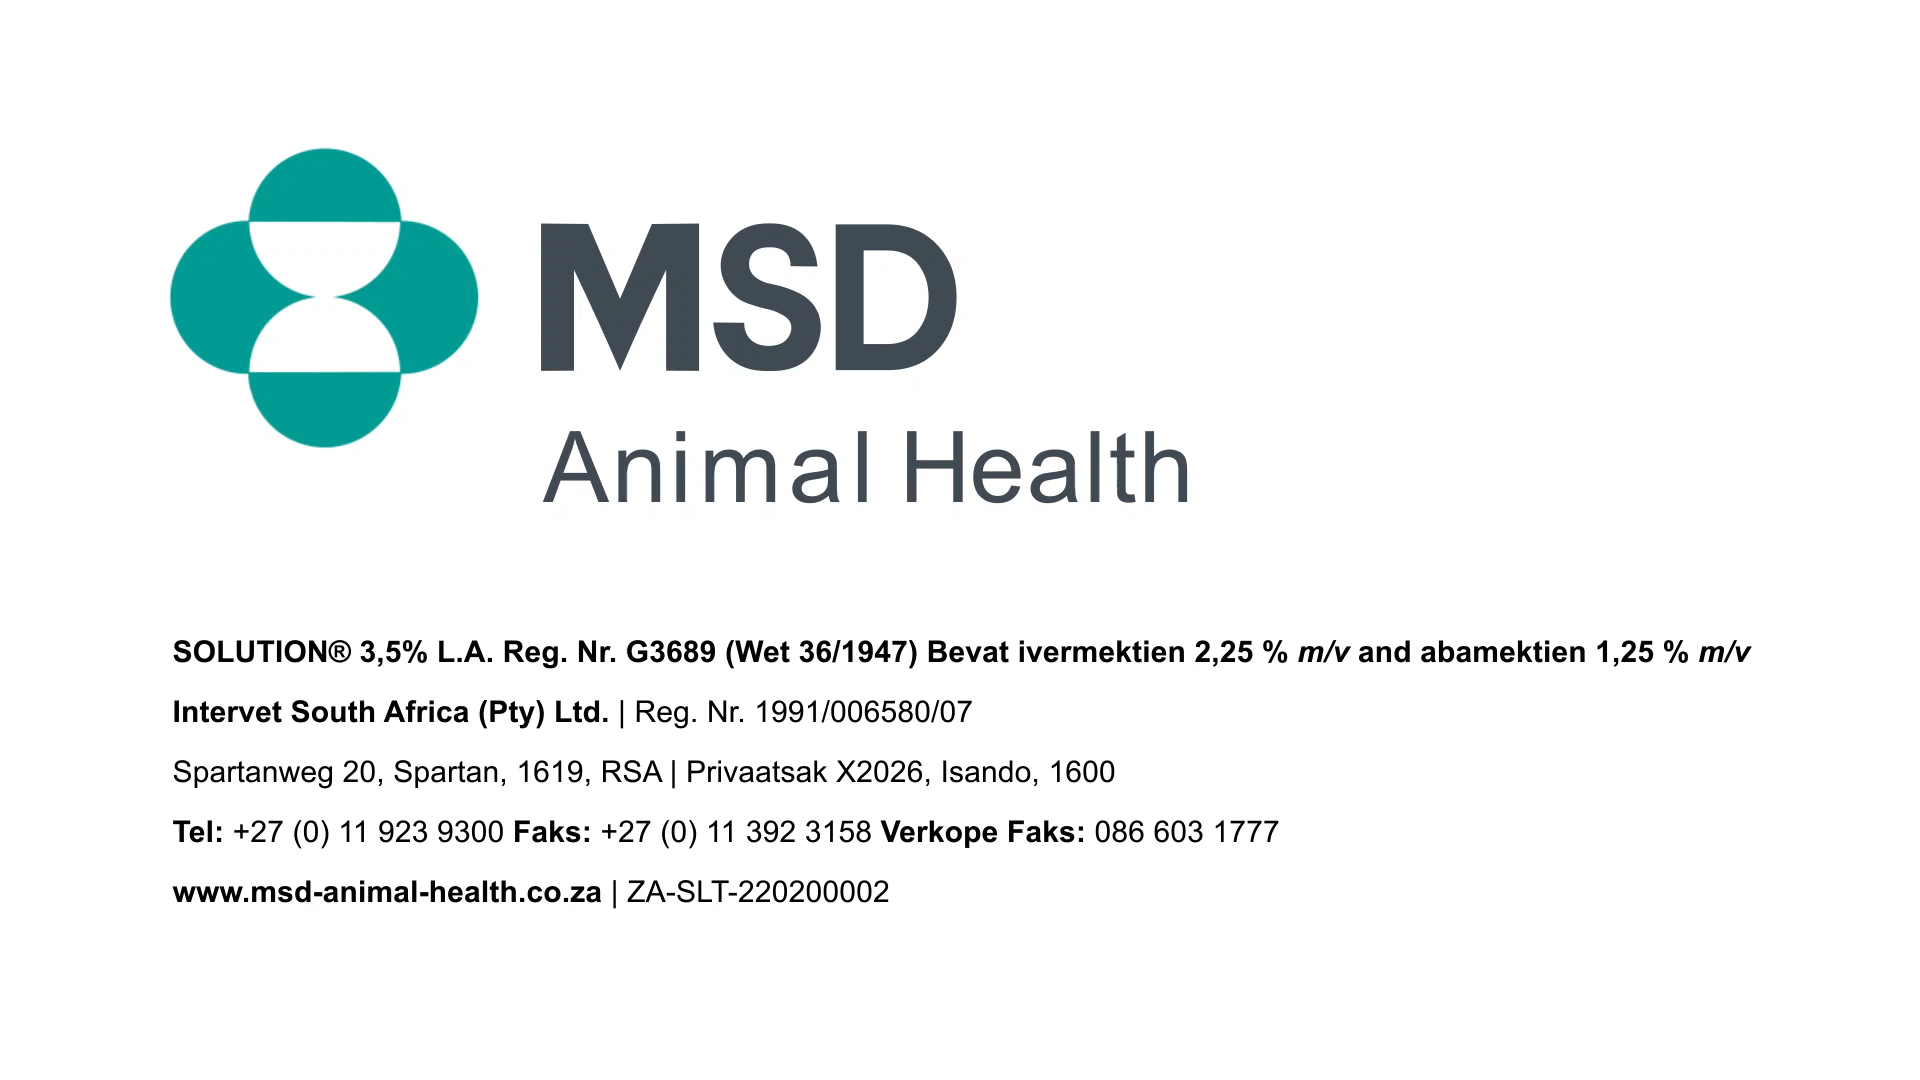 MSD
Animal Health
SOLUTION® 3,5% L.A. Reg. Nr. G3689 (Wet 36/1947) Bevat ivermektien 2,25 % m/v and abamektien 1,25 % m/v
Intervet South Africa (Pty) Ltd. | Reg. Nr. 1991/006580/07
Spartanweg 20, Spartan, 1619, RSA | Privaatsak X2026, Isando, 1600
Tel: +27 (0) 11 923 9300 Faks: +27 (0) 11 392 3158 Verkope Faks: 086 603 1777
www.msd-animal-health.co.za | ZA-SLT-220200002